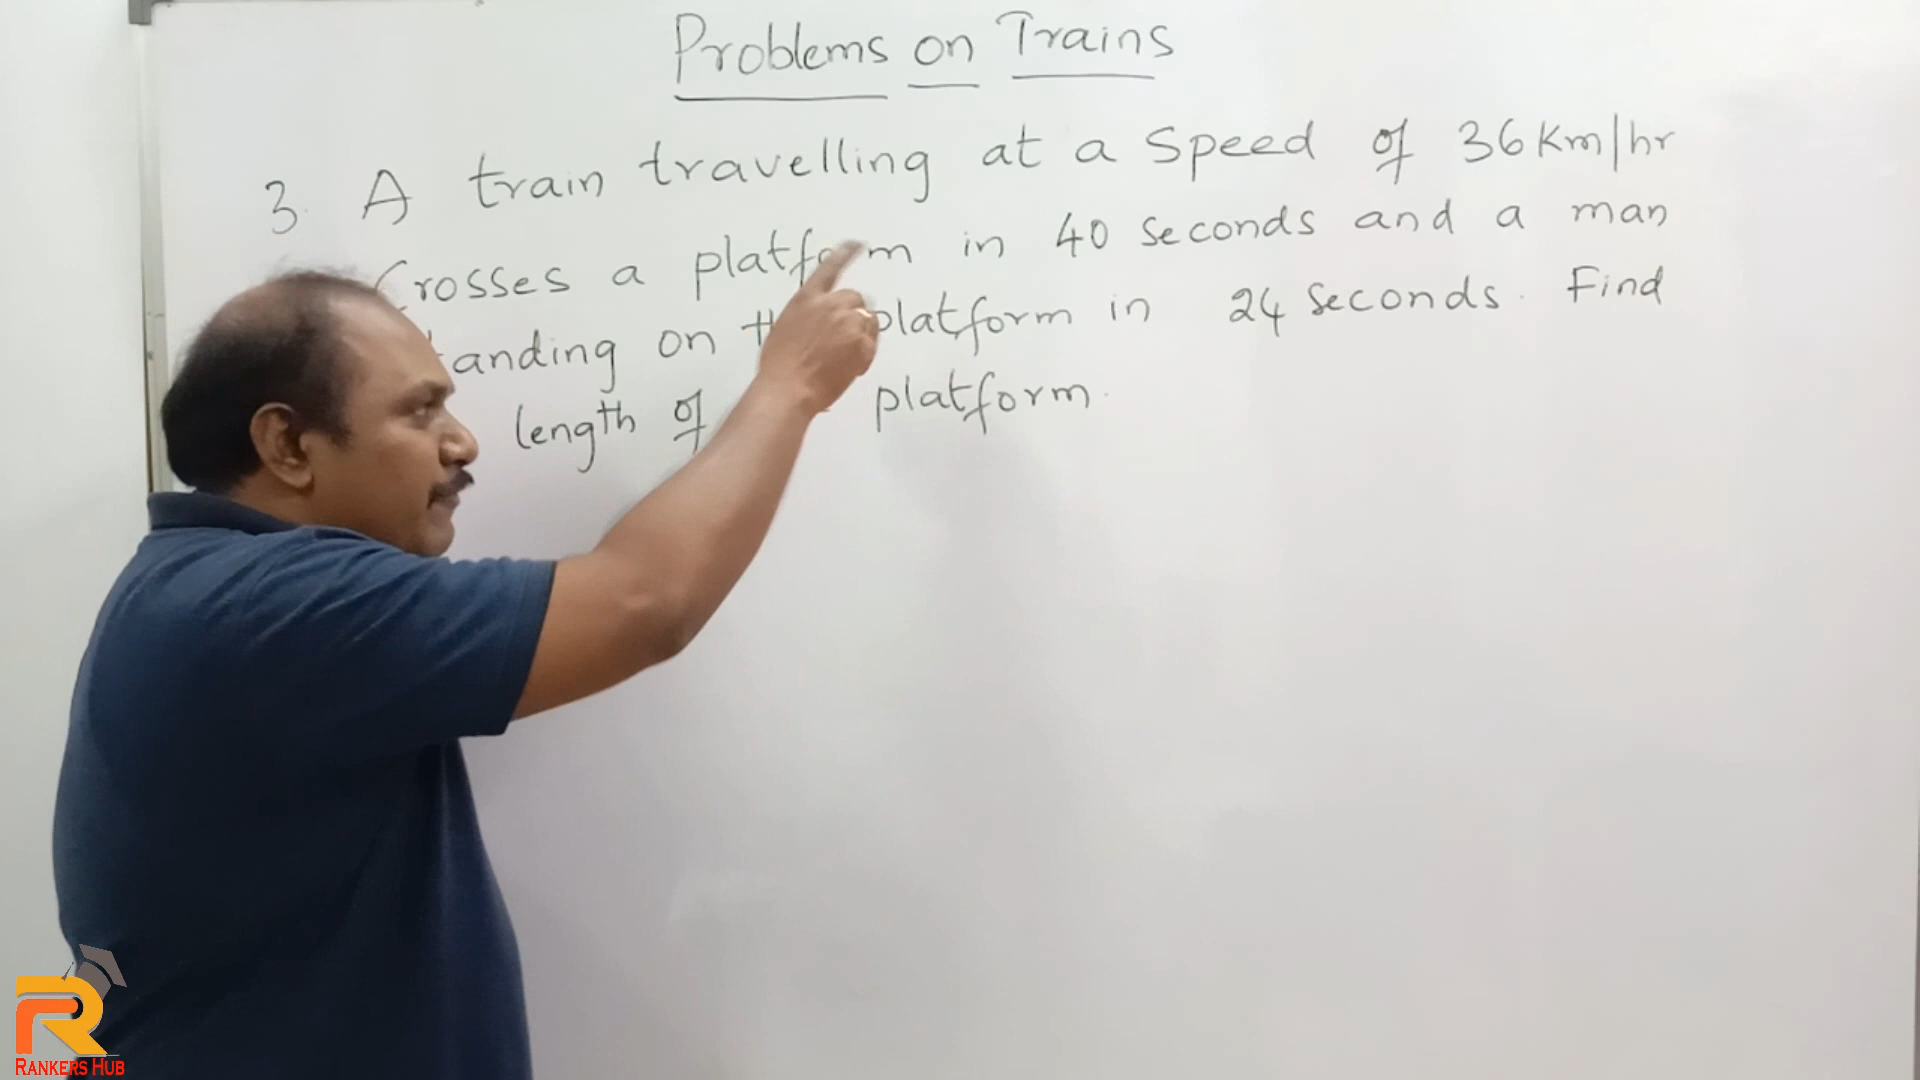 Problems on Trains
3. A train travelling at a Speed of 36 Km/hr
Crosses a platform in 40 Seconds and a man
on platform in 24 Seconds. Find
length of platform.
RANKERS HUB